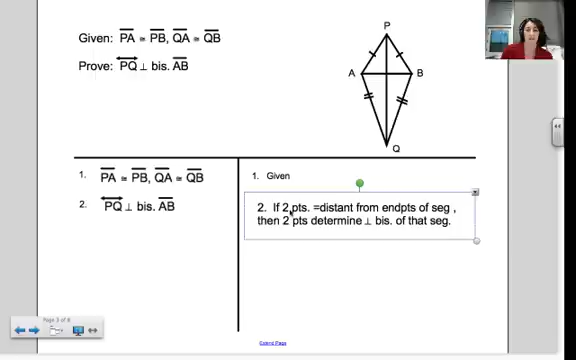 Given: PA ≅ PB, QA ≅ QB
Prove: PQ ⊥ bis. AB
P
A
B
Q
1. PA ≅ PB, QA ≅ QB
1. Given
2. PQ ⊥ bis. AB
2. If 2 pts. =distant from endpts of seg ,
then 2 pts determine ⊥ bis. of that seg.
Page 3 of 8
Extend Page